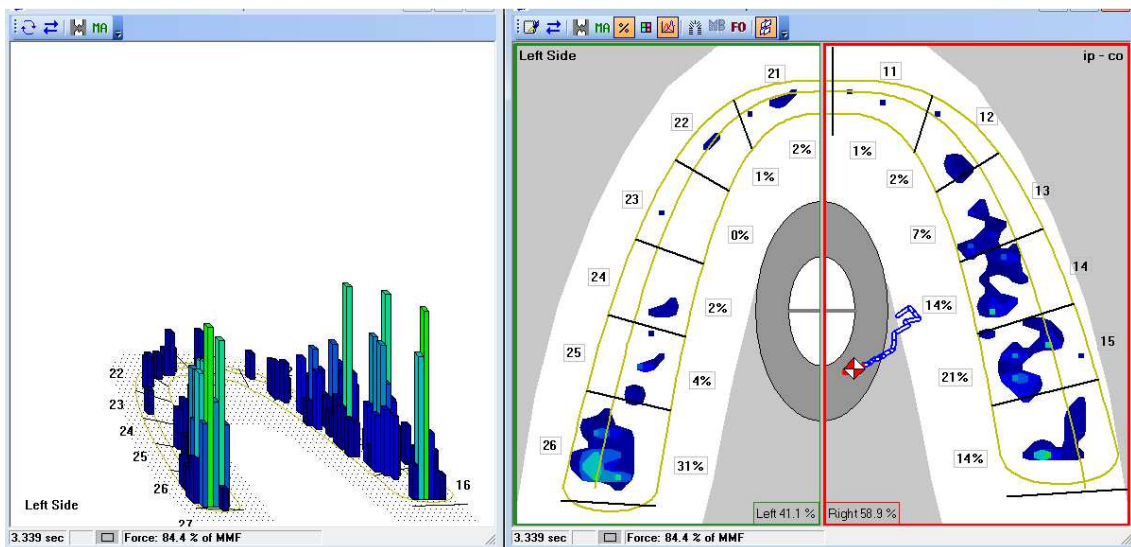 MA
22
23
24
25
26
27
16
Left Side
3.339 sec
Force: 84.4 % of MMF
MA % MB FO
Left Side
ip - co
21
11
22
12
2%
1%
1%
2%
23
13
0%
7%
24
14
2%
14%
25
15
4%
21%
26
31%
14%
Left 41.1 %
Right 58.9 %
3.339 sec
Force: 84.4 % of MMF